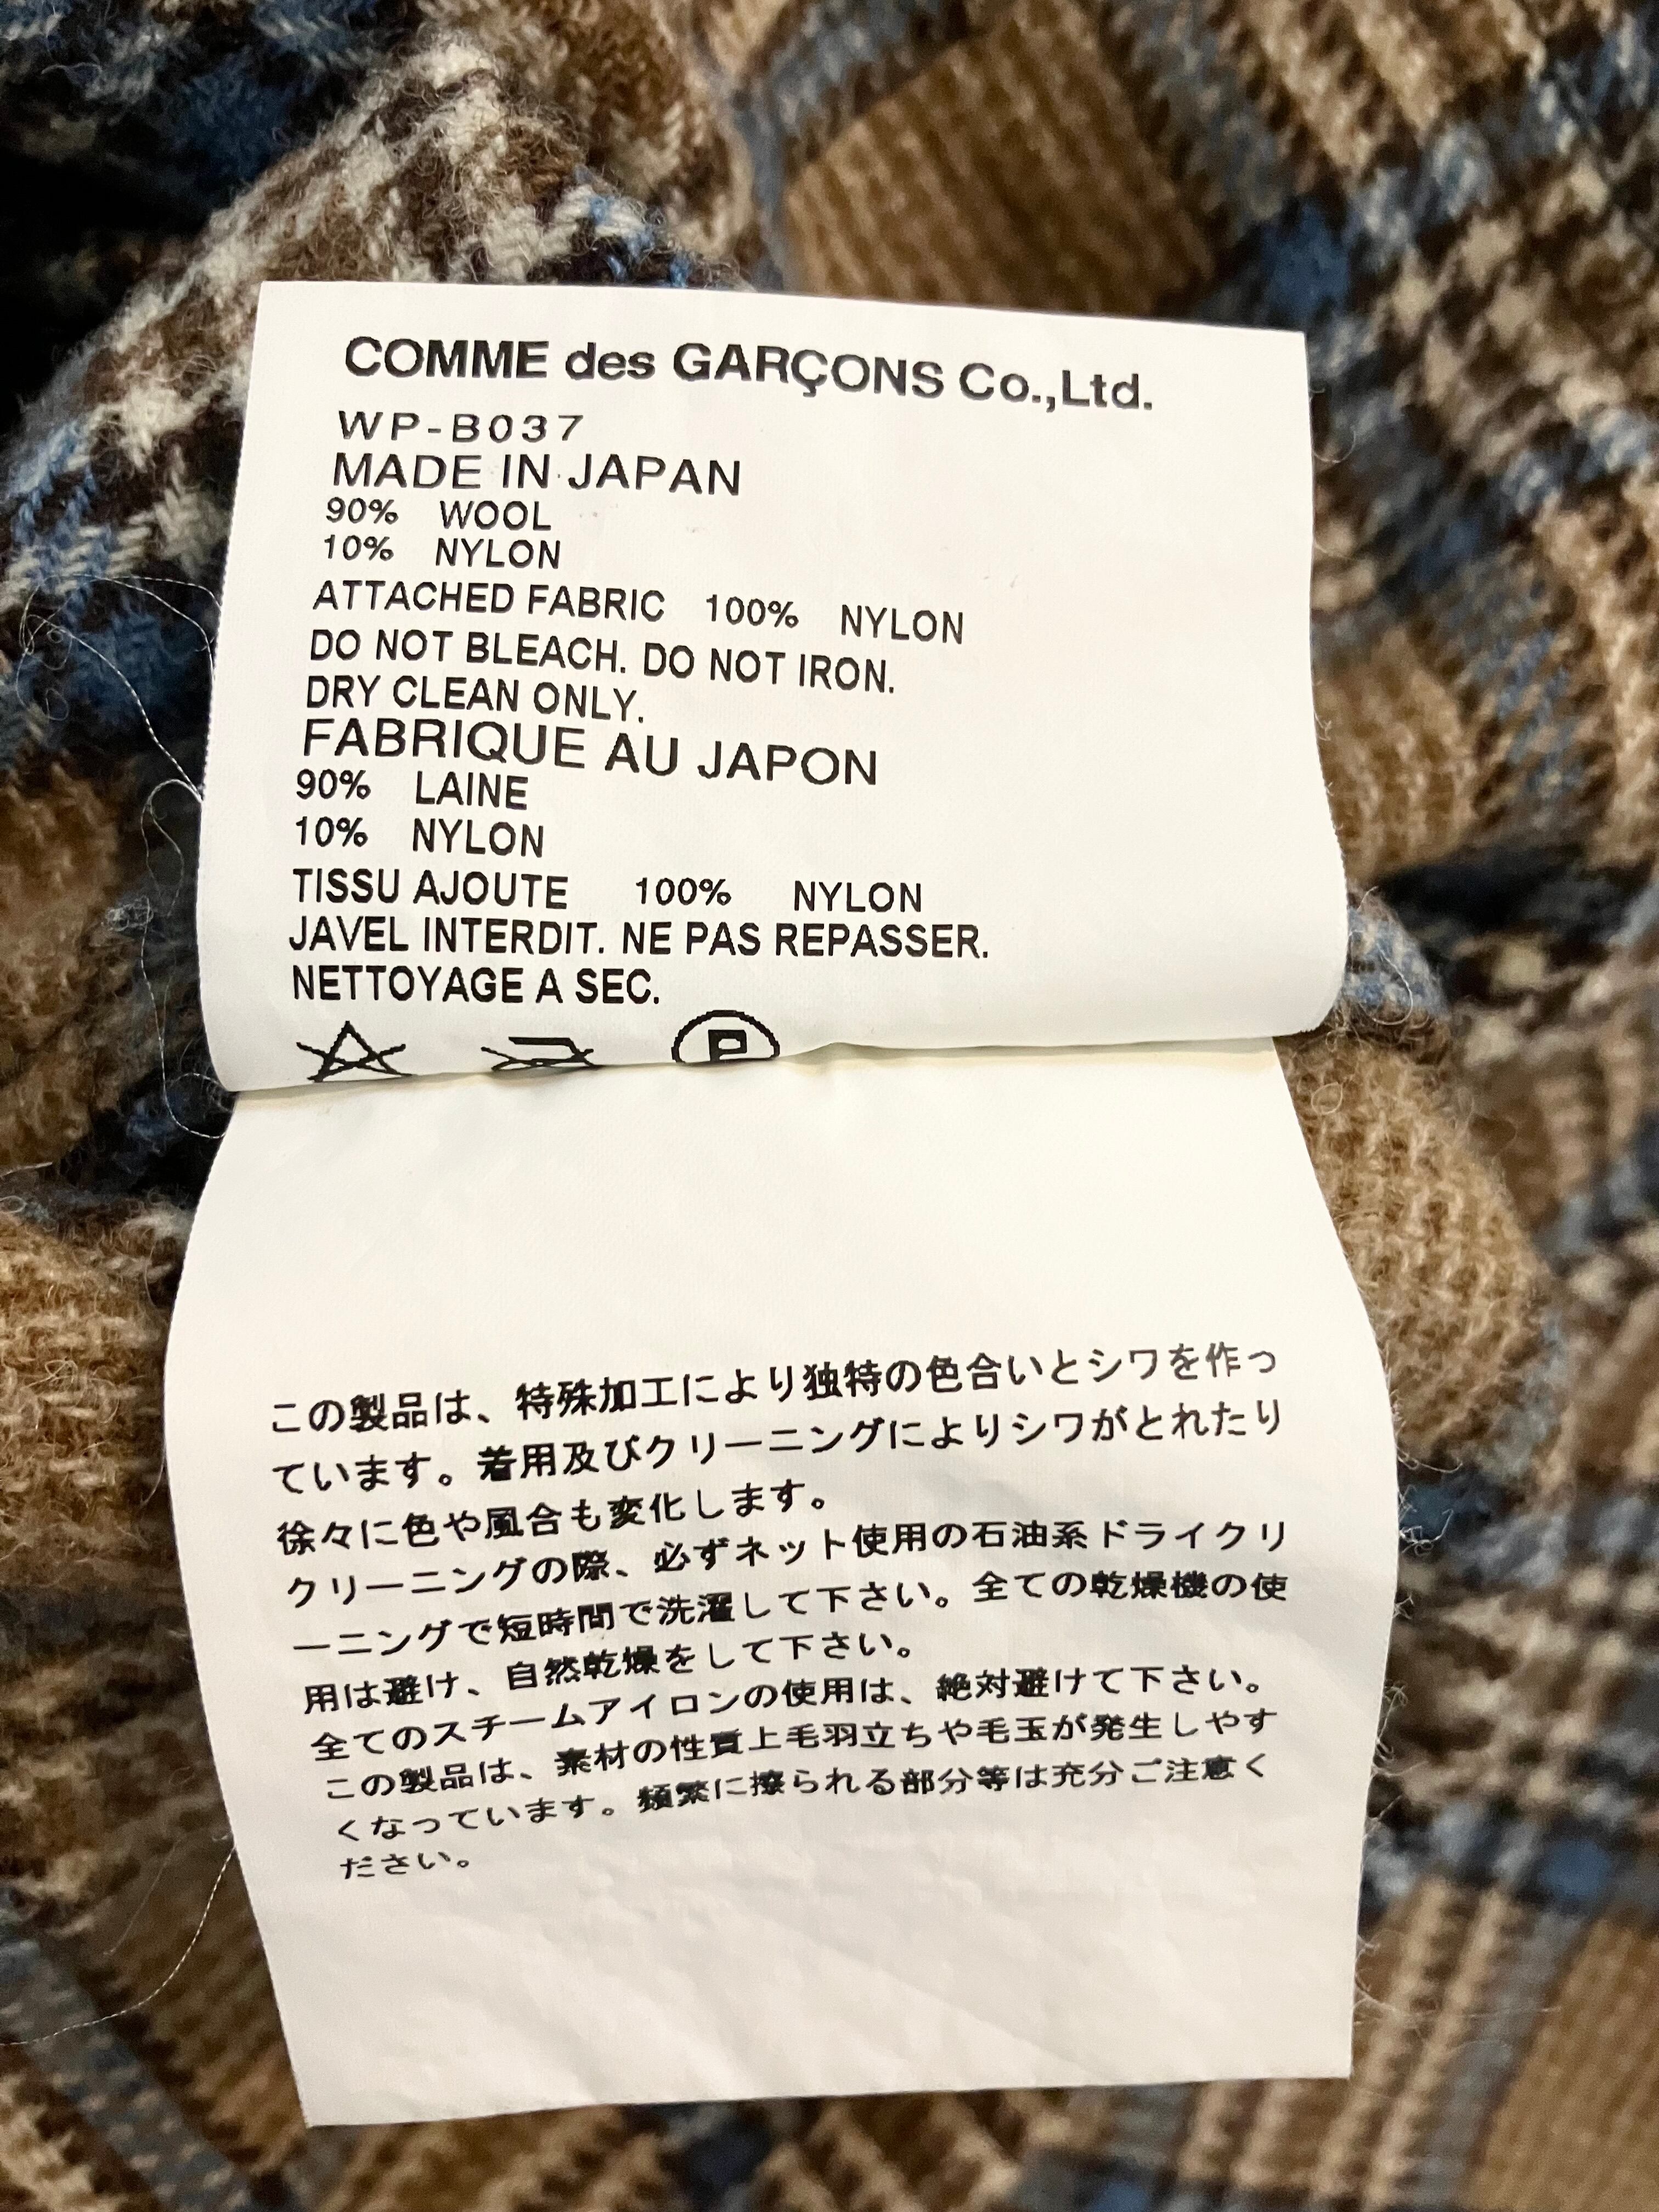 COMME des GARÇONS Co.,Ltd.
WP-B037
MADE IN JAPAN
90% WOOL
10% NYLON
ATTACHED FABRIC 100% NYLON
DO NOT BLEACH. DO NOT IRON.
DRY CLEAN ONLY.
FABRIQUE AU JAPON
90% LAINE
10% NYLON
TISSU AJOUTE 100% NYLON
JAVEL INTERDIT. NE PAS REPASSER.
NETTOYAGE A SEC.
P
この製品は、特殊加工により独特の色合いとシワを作っ
ています。着用及びクリーニングによりシワがとれたり
徐々に色や風合も変化します。
クリーニングの際、必ずネット使用の石油系ドライクリ
ーニングで短時間で洗濯して下さい。全ての乾燥機の使
用は避け、自然乾燥をして下さい。
全てのスチームアイロンの使用は、絶対避けて下さい。
この製品は、素材の性質上毛羽立ちや毛玉が発生しやす
くなっています。頻繁に擦られる部分等は充分ご注意く
ださい。